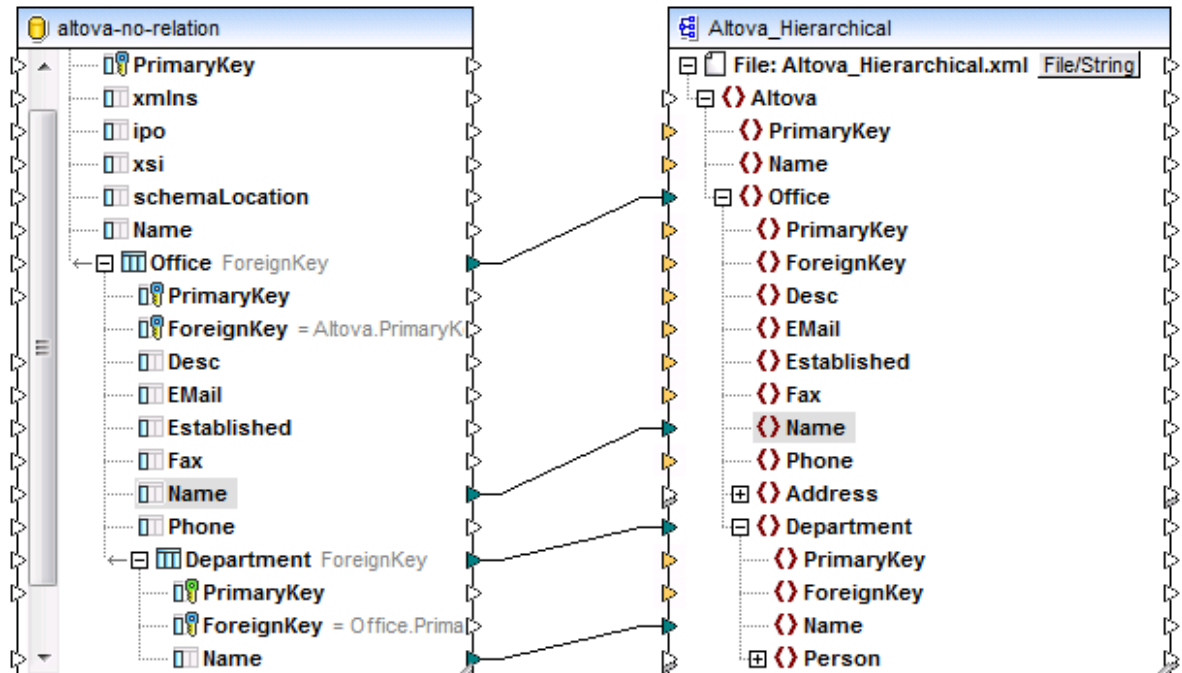 altova-no-relation
PrimaryKey
xmlns
ipo
xsi
schemaLocation
Name
Office ForeignKey
PrimaryKey
ForeignKey = Altova.PrimaryK
Desc
EMail
Established
Fax
Name
Phone
Department ForeignKey
PrimaryKey
ForeignKey = Office.Prima
Name
Altova_Hierarchical
File: Altova_Hierarchical.xml File/String
Altova
PrimaryKey
Name
Office
PrimaryKey
ForeignKey
Desc
EMail
Established
Fax
Name
Phone
Address
Department
PrimaryKey
ForeignKey
Name
Person